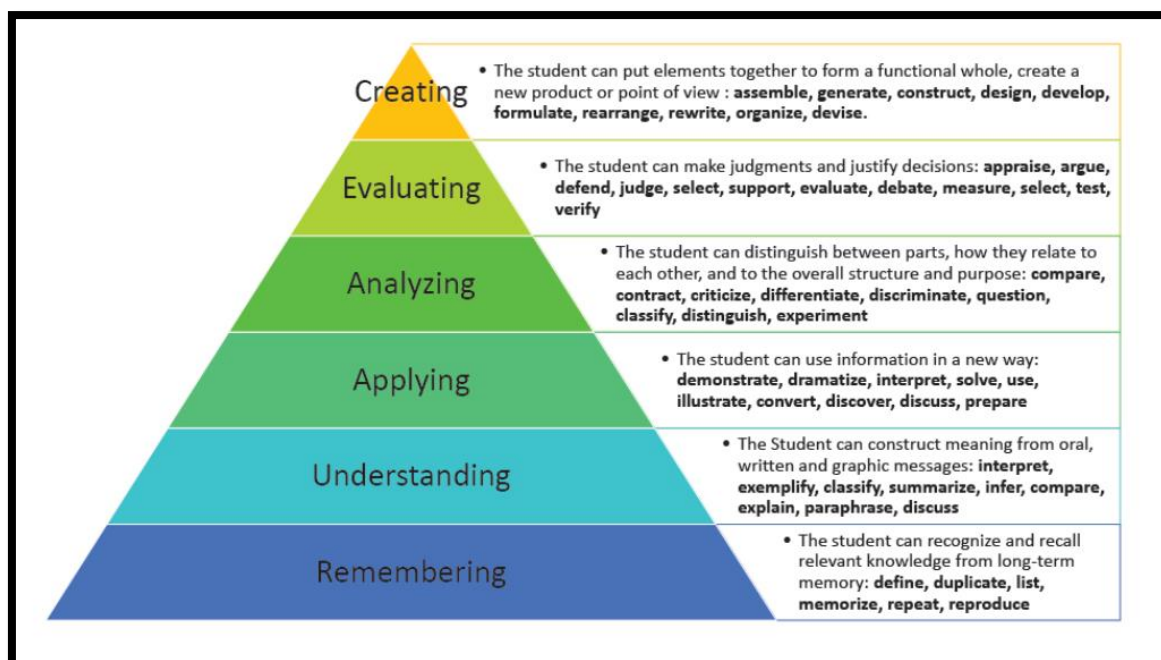 Creating
• The student can put elements together to form a functional whole, create a
new product or point of view : assemble, generate, construct, design, develop,
formulate, rearrange, rewrite, organize, devise.
Evaluating
• The student can make judgments and justify decisions: appraise, argue,
defend, judge, select, support, evaluate, debate, measure, select, test,
verify
Analyzing
• The student can distinguish between parts, how they relate to
each other, and to the overall structure and purpose: compare,
contract, criticize, differentiate, discriminate, question,
classify, distinguish, experiment
Applying
• The student can use information in a new way:
demonstrate, dramatize, interpret, solve, use,
illustrate, convert, discover, discuss, prepare
Understanding
• The Student can construct meaning from oral,
written and graphic messages: interpret,
exemplify, classify, summarize, infer, compare,
explain, paraphrase, discuss
Remembering
• The student can recognize and recall
relevant knowledge from long-term
memory: define, duplicate, list,
memorize, repeat, reproduce